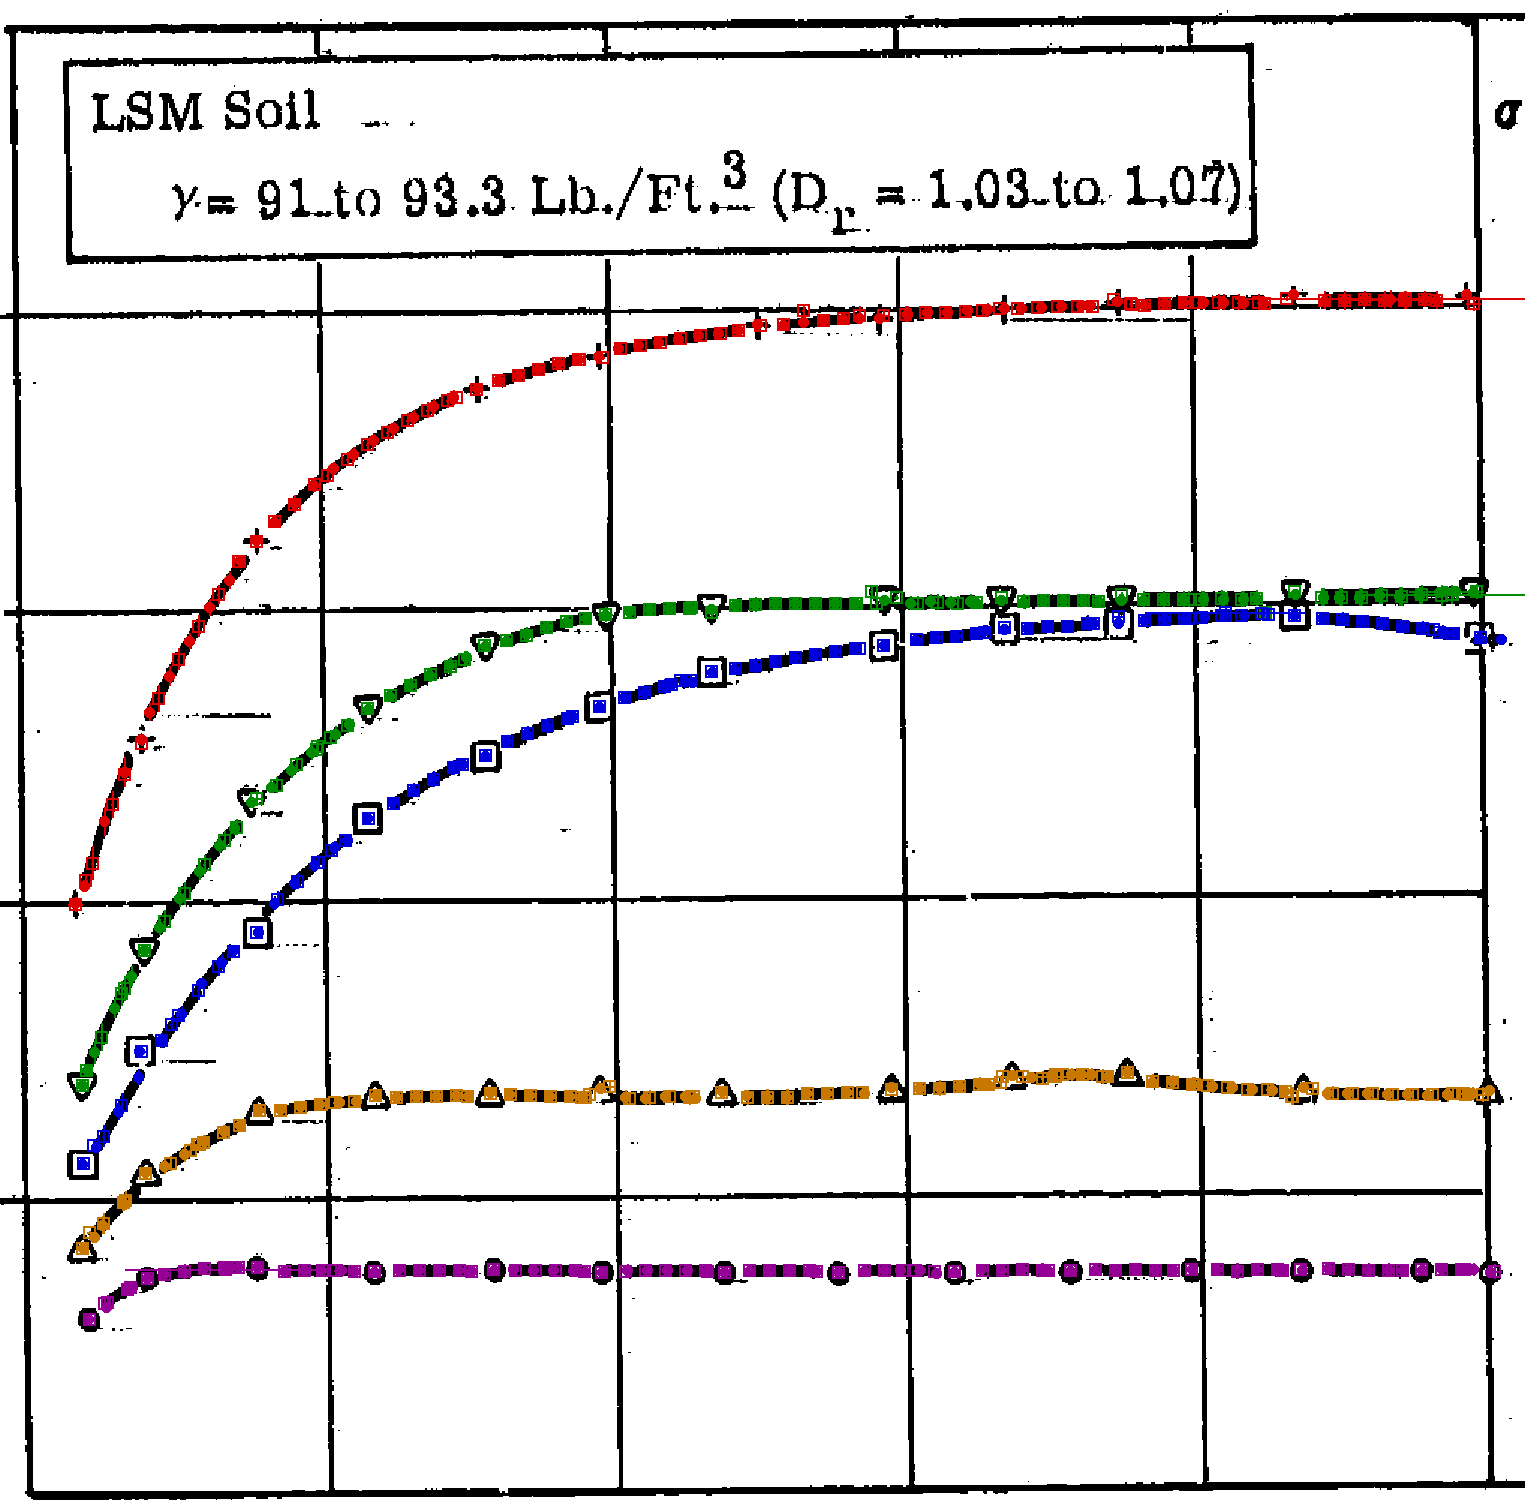 LSM Soil
γ = 91 to 93.3 Lb./Ft.³ (Dᵣ = 1.03 to 1.07)
σ